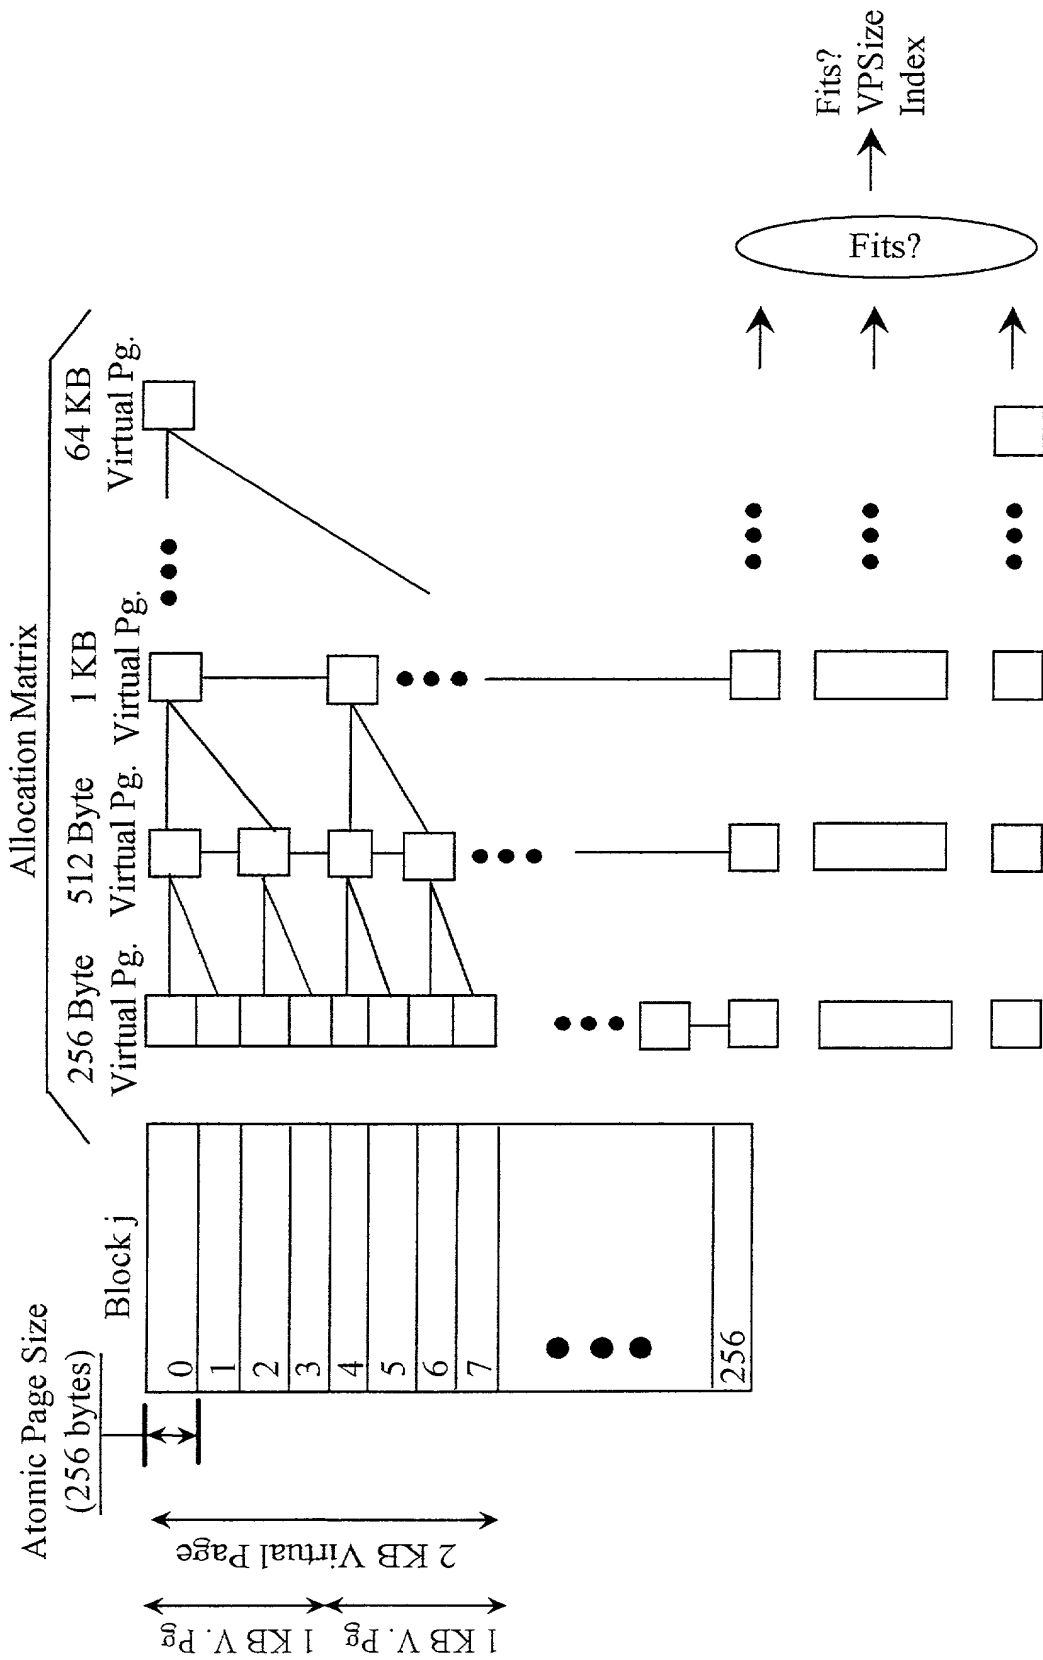 Allocation Matrix
Atomic Page Size
(256 bytes)
Block j
256 Byte
Virtual Pg.
512 Byte
Virtual Pg.
1 KB
Virtual Pg.
64 KB
Virtual Pg.
0
1
2
3
4
5
6
7
256
2 KB Virtual Page
1 KB V. Pg
1 KB V. Pg
Fits?
Fits?
VPSize
Index